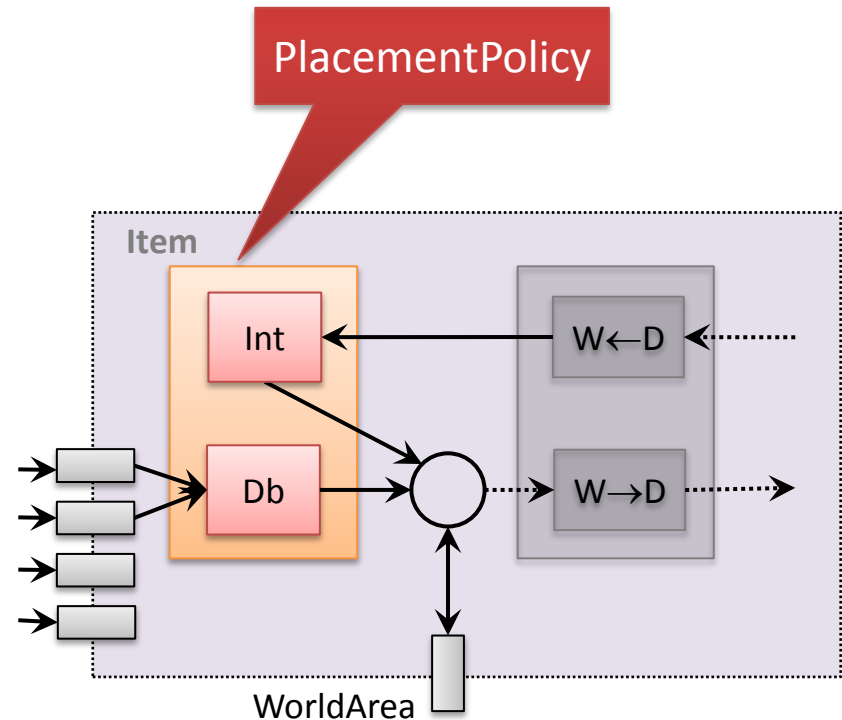 PlacementPolicy
Item
Int
W←D
Db
W→D
WorldArea